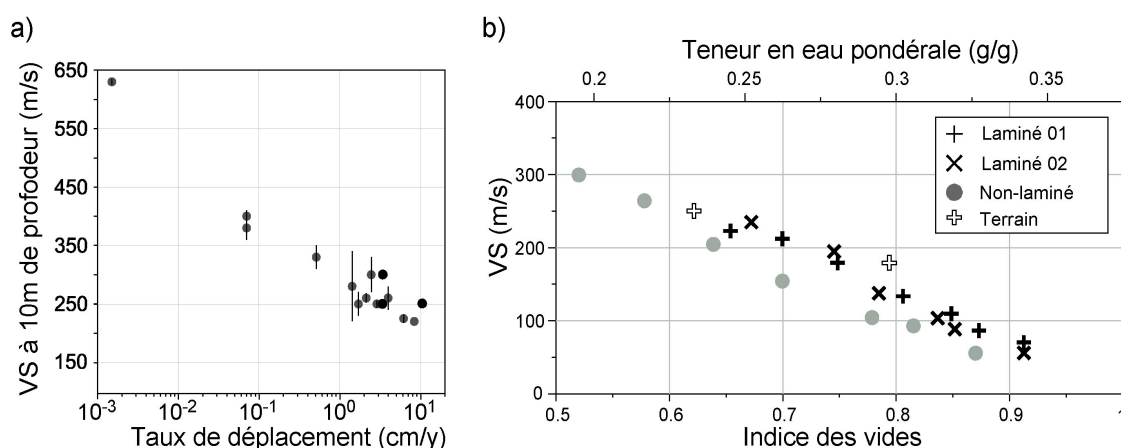 a)
VS à 10m de profodeur (m/s)
650
550
450
350
250
150
10-3
10-2
10-1
100
101
Taux de déplacement (cm/y)
b)
Teneur en eau pondérale (g/g)
0.2
0.25
0.3
0.35
VS (m/s)
400
300
200
100
0
Laminé 01
Laminé 02
Non-laminé
Terrain
0.5
0.6
0.7
0.8
0.9
1
Indice des vides